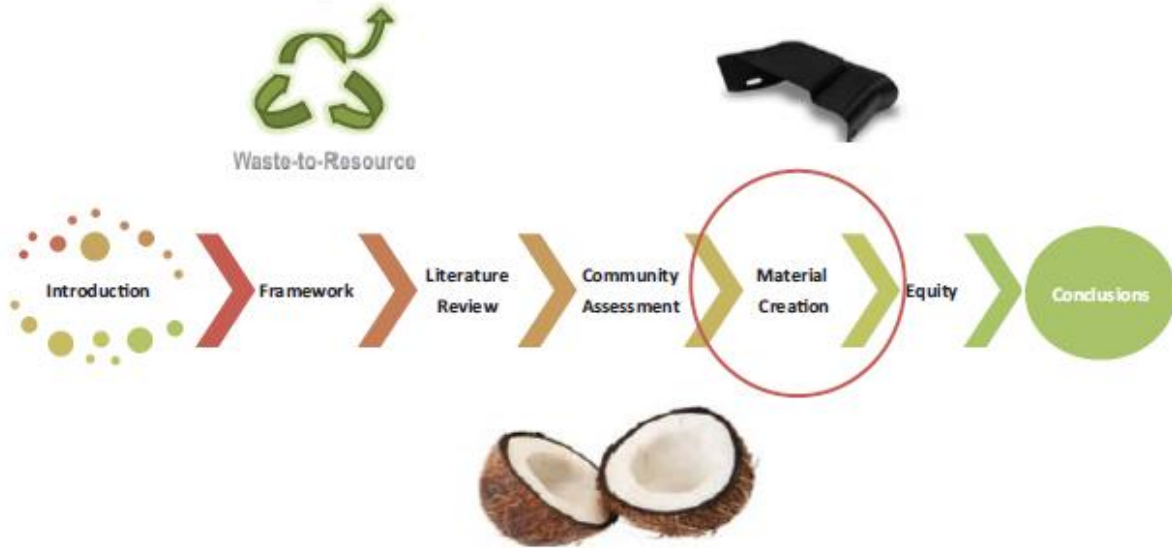 Waste-to-Resource
Introduction
Framework
Literature
Review
Community
Assessment
Material
Creation
Equity
Conclusions